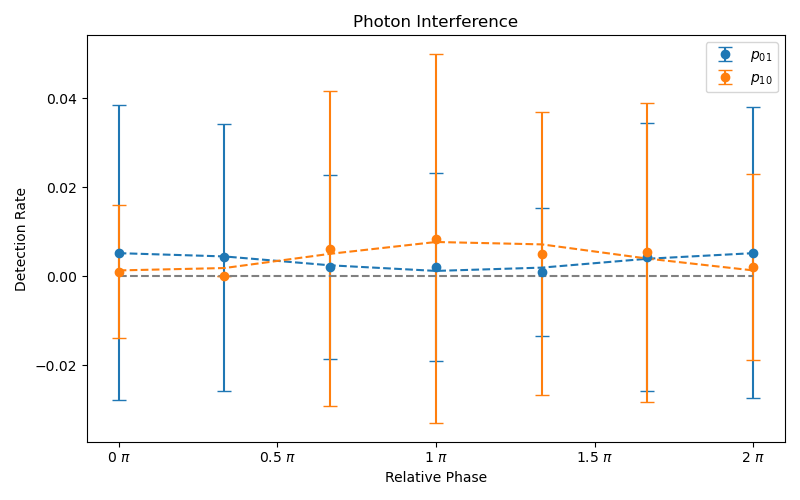 Photon Interference
p₀₁
p₁₀
Detection Rate
0.04
0.02
0.00
−0.02
0 π
0.5 π
1 π
1.5 π
2 π
Relative Phase